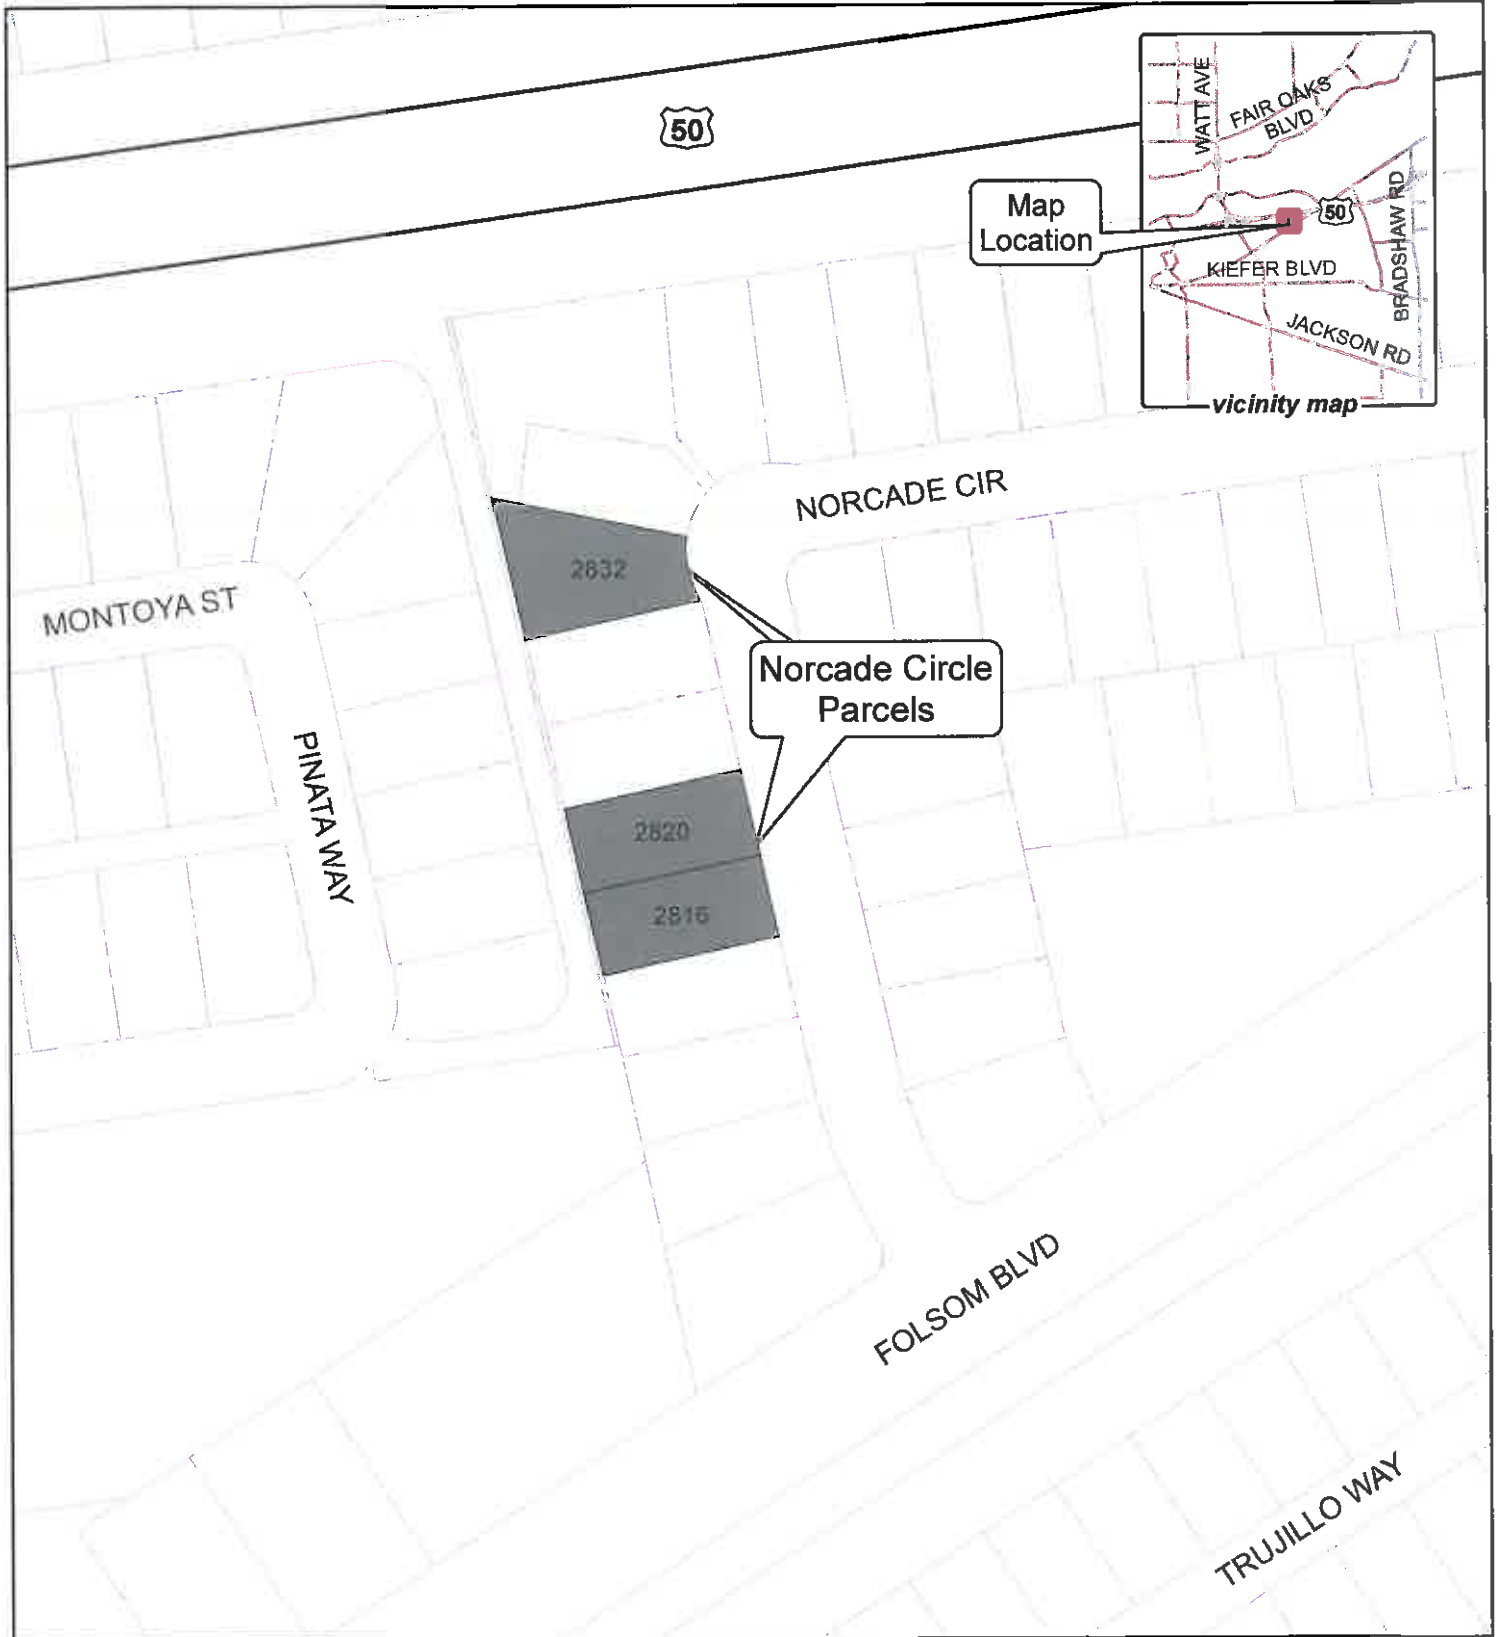 50
WATT AVE
FAIR OAKS
BLVD
50
BRADSHAW RD
KIEFER BLVD
JACKSON RD
vicinity map
Map
Location
NORCADE CIR
2832
MONTOYA ST
Norcade Circle
Parcels
PINATA WAY
2820
2816
FOLSOM BLVD
TRUJILLO WAY